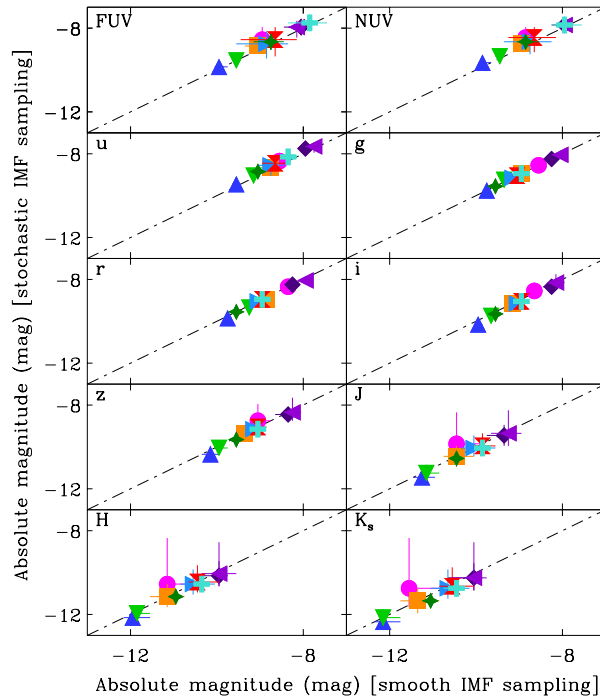 FUV
NUV
−8
−12
u
g
−8
−12
r
i
−8
−12
z
J
−8
−12
H
Ks
−8
−12
−12
−8
−12
−8
Absolute magnitude (mag) [stochastic IMF sampling]
Absolute magnitude (mag) [smooth IMF sampling]